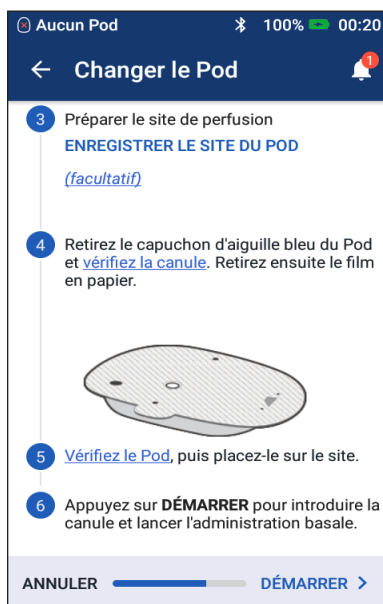 Aucun Pod 100% 00:20
Changer le Pod 1
3 Préparer le site de perfusion
ENREGISTRER LE SITE DU POD
(facultatif)
4 Retirez le capuchon d'aiguille bleu du Pod
et vérifiez la canule. Retirez ensuite le film
en papier.
5 Vérifiez le Pod, puis placez-le sur le site.
6 Appuyez sur DÉMARRER pour introduire la
canule et lancer l'administration basale.
ANNULER DÉMARRER